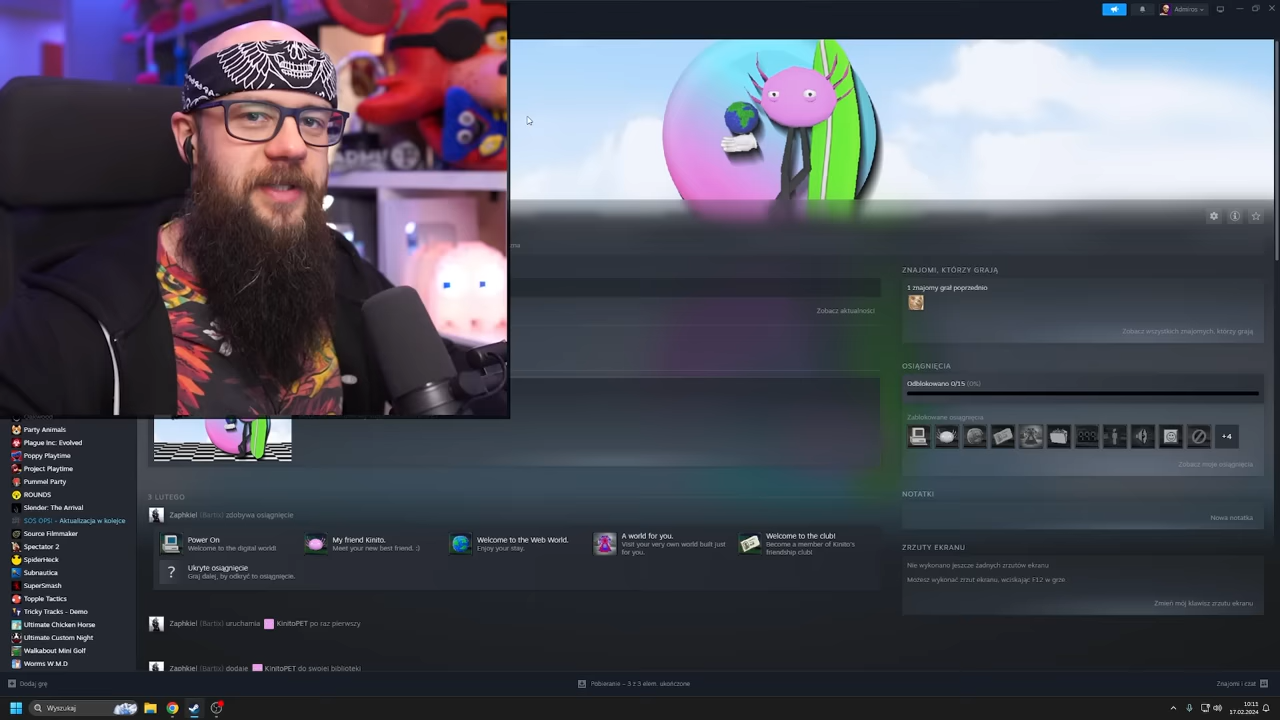 Admiros
zna
Zobacz aktualności
ZNAJOMI, KTÓRZY GRAJĄ
1 znajomy grał poprzednio
Zobacz wszystkich znajomych, którzy grają
OSIĄGNIĘCIA
Odblokowano 0/15 (0%)
Zablokowane osiągnięcia
+4
Zobacz moje osiągnięcia
NOTATKI
Nowa notatka
ZRZUTY EKRANU
Nie wykonano jeszcze żadnych zrzutów ekranu
Możesz wykonać zrzut ekranu, wciskając F12 w grze
Zmień mój klawisz zrzutu ekranu
Party Animals
Plague Inc: Evolved
Poppy Playtime
Project Playtime
Pummel Party
ROUNDS
Slender: The Arrival
SOS OPS! - Aktualizacja w kolejce
Source Filmmaker
Spectator 2
SpiderHeck
Subnautica
SuperSmash
Topple Tactics
Tricky Tracks - Demo
Ultimate Chicken Horse
Ultimate Custom Night
Walkabout Mini Golf
Worms W.M.D
3 LUTEGO
Zaphkiel (Bartix) zdobywa osiągnięcie
Power On
Welcome to the digital world!
My friend Kinito.
Meet your new best friend. :)
Welcome to the Web World.
Enjoy your stay.
A world for you.
Visit your very own world built just
for you.
Welcome to the club!
Become a member of Kinito's
friendship club!
?
Ukryte osiągnięcie
Graj dalej, by odkryć to osiągnięcie.
Zaphkiel (Bartix) uruchamia KinitoPET po raz pierwszy
Zaphkiel (Bartix) dodaje KinitoPET do swojej biblioteki
Dodaj grę
Pobieranie – 3 z 3 elem. ukończone
Znajomi i czat
Wyszukaj
10:11
17.02.2024